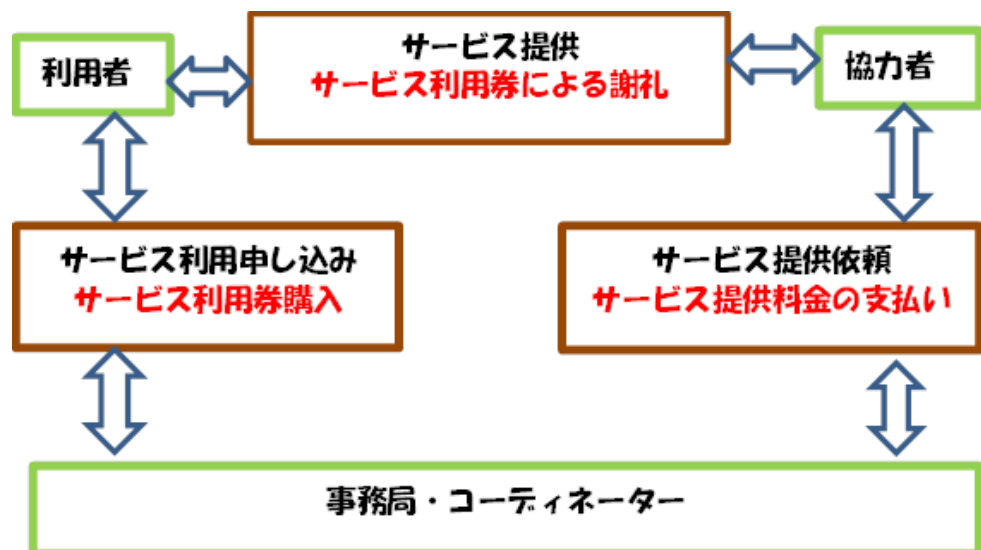 利用者
サービス提供
サービス利用券による謝礼
協力者
サービス利用申し込み
サービス利用券購入
サービス提供依頼
サービス提供料金の支払い
事務局・コーディネーター